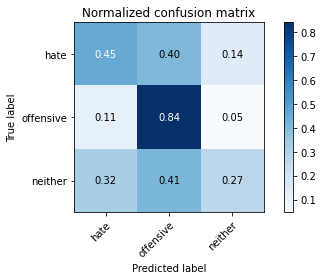 Normalized confusion matrix
True label
hate 0.45 0.40 0.14
offensive 0.11 0.84 0.05
neither 0.32 0.41 0.27
hate offensive neither
Predicted label
0.8
0.7
0.6
0.5
0.4
0.3
0.2
0.1